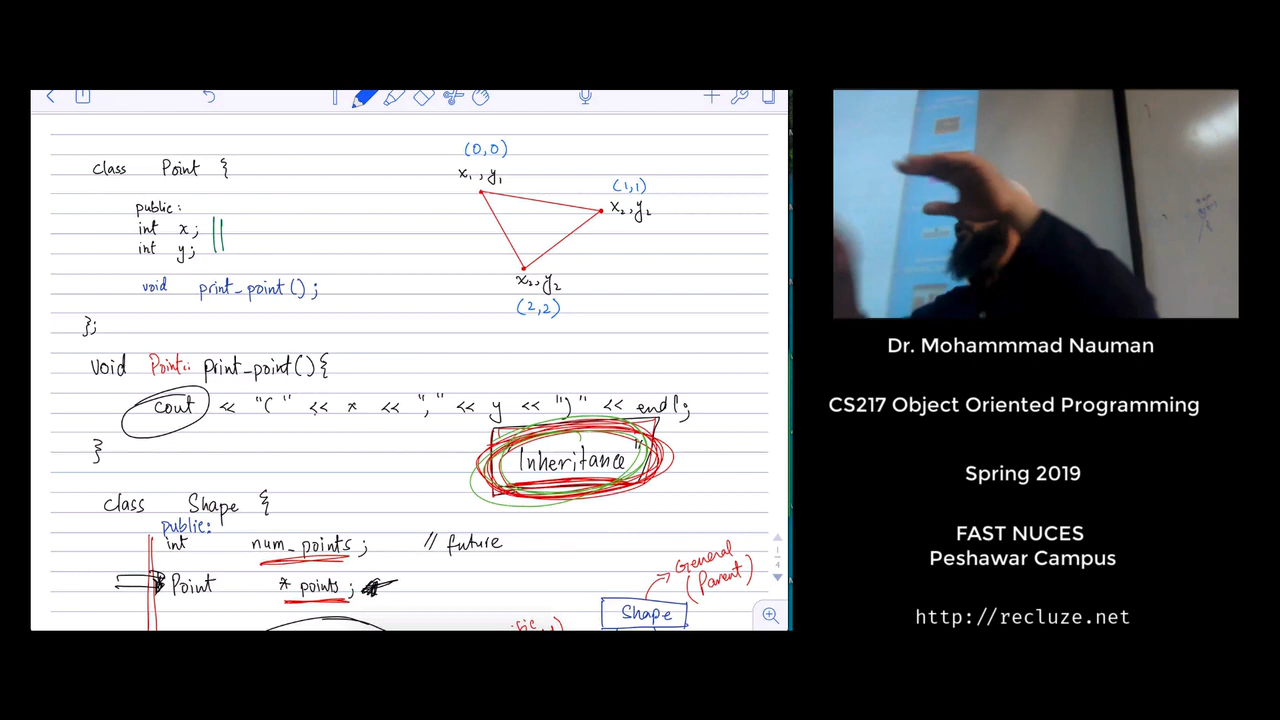 class Point {
public:
int x;
int y;
void print_point();
};
(0,0)
x1, y1
(1,1)
x2, y2
x2, y2
(2,2)
void Point:: print_point(){
cout << "(" << x << "," << y << ")" << endl;
}
Inheritance
class Shape {
public:
int num_points; // future
Point * points;
General
(Parent)
Shape
Dr. Mohammmad Nauman
CS217 Object Oriented Programming
Spring 2019
FAST NUCES
Peshawar Campus
http://recluze.net